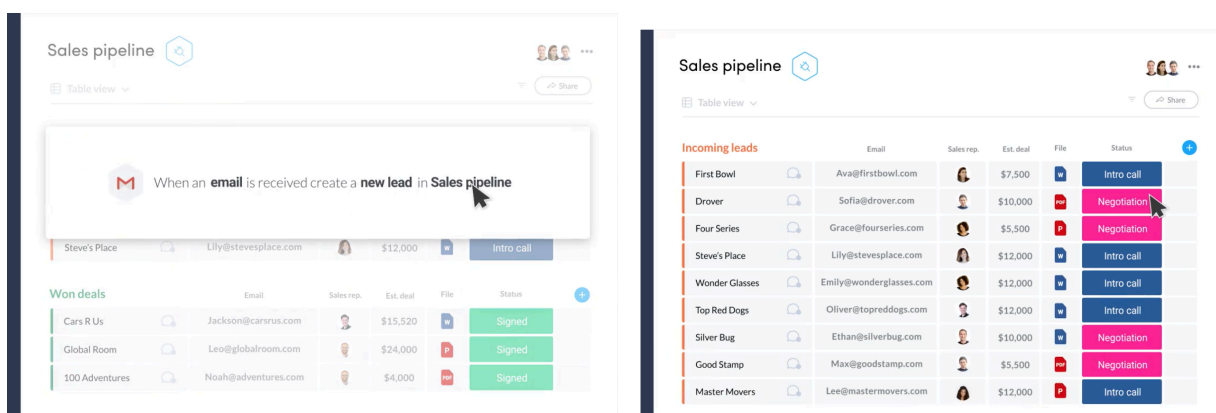 Sales pipeline
Table view
Share
When an email is received create a new lead in Sales pipeline
Steve's Place Lily@stevesplace.com $12,000 W Intro call
Won deals Email Sales rep. Est. deal File Status
Cars R Us Jackson@carsrus.com $15,520 W Signed
Global Room Leo@globalroom.com $24,000 P Signed
100 Adventures Noah@adventures.com $4,000 PDF Signed
Sales pipeline
Table view
Share
Incoming leads Email Sales rep. Est. deal File Status
First Bowl Ava@firstbowl.com $7,500 W Intro call
Drover Sofia@drover.com $10,000 PDF Negotiation
Four Series Grace@fourseries.com $5,500 P Negotiation
Steve's Place Lily@stevesplace.com $12,000 W Intro call
Wonder Glasses Emily@wonderglasses.com $12,000 W Intro call
Top Red Dogs Oliver@topreddogs.com $12,000 W Intro call
Silver Bug Ethan@silverbug.com $10,000 W Negotiation
Good Stamp Max@goodstamp.com $5,500 PDF Negotiation
Master Movers Lee@mastermovers.com $12,000 P Intro call